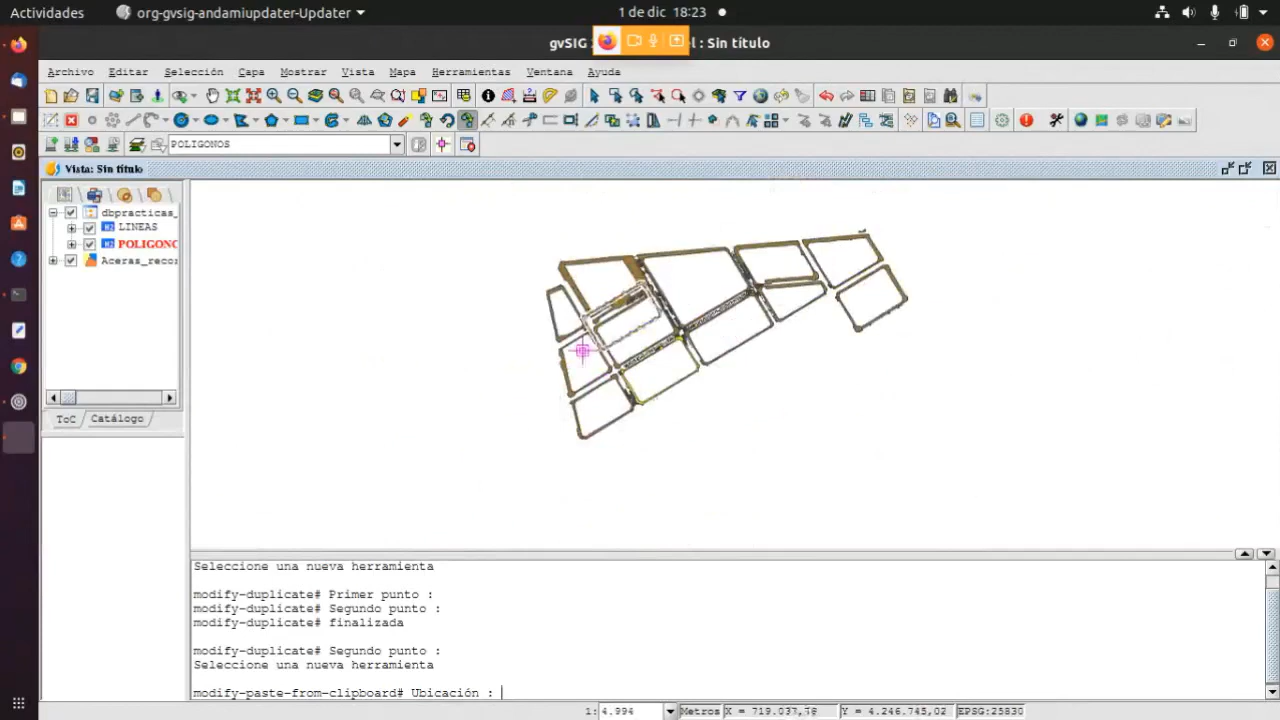 Actividades
org-gvsig-andamiupdater-Updater
1 de dic 18:23
gvSIG
el : Sin título
Archivo Editar Selección Capa Mostrar Vista Mapa Herramientas Ventana Ayuda
POLIGONOS
Vista: Sin título
dbpracticas_
LINEAS
POLIGONO
Aceras_reco
ToC Catálogo
Seleccione una nueva herramienta
modify-duplicate# Primer punto :
modify-duplicate# Segundo punto :
modify-duplicate# finalizada
modify-duplicate# Segundo punto :
Seleccione una nueva herramienta
modify-paste-from-clipboard# Ubicación :
1: 4.994 Metros X = 719.037,78 Y = 4.246.745,02 EPSG:25830